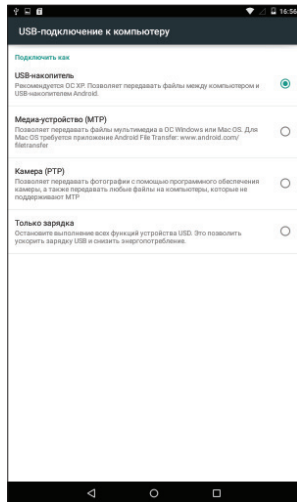 16:56
USB-подключение к компьютеру
Подключить как
USB-накопитель
Рекомендуется ОС XP. Позволяет передавать файлы между компьютером и
USB-накопителем Android.
Медиа-устройство (MTP)
Позволяет передавать файлы мультимедиа в ОС Windows или Mac OS. Для
Mac OS требуется приложение Android File Transfer: www.android.com/
filetransfer
Камера (PTP)
Позволяет передавать фотографии с помощью программного обеспечения
камеры, а также передавать любые файлы на компьютеры, которые не
поддерживают MTP
Только зарядка
Остановите выполнение всех функций устройства USD. Это позволить
ускорить зарядку USB и снизить энергопотребление.